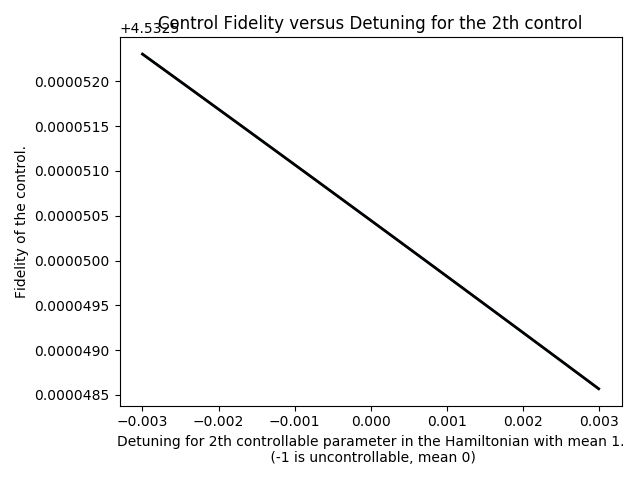 Control Fidelity versus Detuning for the 2th control
+4.5325
0.0000520
0.0000515
0.0000510
0.0000505
0.0000500
0.0000495
0.0000490
0.0000485
Fidelity of the control.
−0.003 −0.002 −0.001 0.000 0.001 0.002 0.003
Detuning for 2th controllable parameter in the Hamiltonian with mean 1.
(-1 is uncontrollable, mean 0)